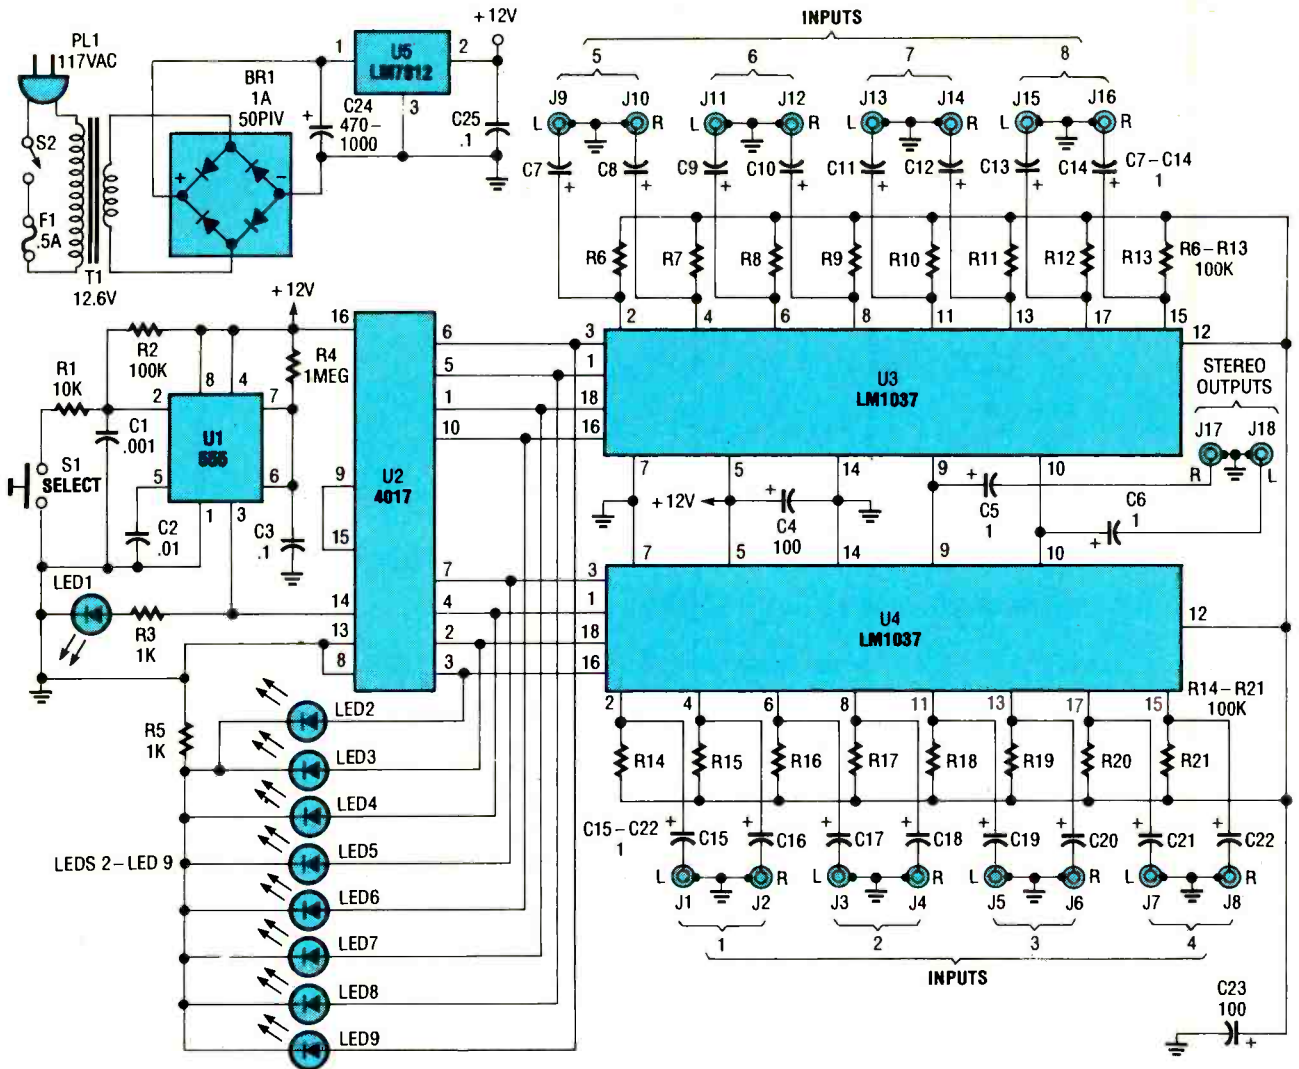 PL1
117VAC
S2
F1
.5A
T1
12.6V
BR1
1A
50PIV
+
−
1
U5
LM7812
2
3
+12V
+
C24
470–
1000
C25
.1
INPUTS
5
6
7
8
J9
J10
J11
J12
J13
J14
J15
J16
L
R
L
R
L
R
L
R
C7
C8
C9
C10
C11
C12
C13
C14
C7–C14
1
+
+
+
+
+
+
+
+
R6
R7
R8
R9
R10
R11
R12
R13
R6–R13
100K
2
4
6
8
11
13
17
15
3
1
18
16
U3
LM1037
12
7
5
14
9
10
STEREO
OUTPUTS
J17
J18
R
L
+12V
+
C4
100
+
C5
1
+
C6
1
+12V
R1
10K
R2
100K
R4
1MEG
8
4
2
7
U1
555
5
6
1
3
C1
.001
S1
SELECT
C2
.01
C3
.1
LED1
R3
1K
16
U2
4017
9
15
14
13
8
6
5
1
10
7
4
2
3
7
5
14
9
10
3
1
18
16
U4
LM1037
12
2
4
6
8
11
13
17
15
R14–R21
100K
R14
R15
R16
R17
R18
R19
R20
R21
C15–C22
1
+
C15
C16
+
C17
+
C18
+
C19
+
C20
+
C21
+
C22
L
R
L
R
L
R
L
R
J1
J2
J3
J4
J5
J6
J7
J8
1
2
3
4
INPUTS
R5
1K
LED2
LED3
LED4
LED5
LEDS 2–LED 9
LED6
LED7
LED8
LED9
C23
100
+